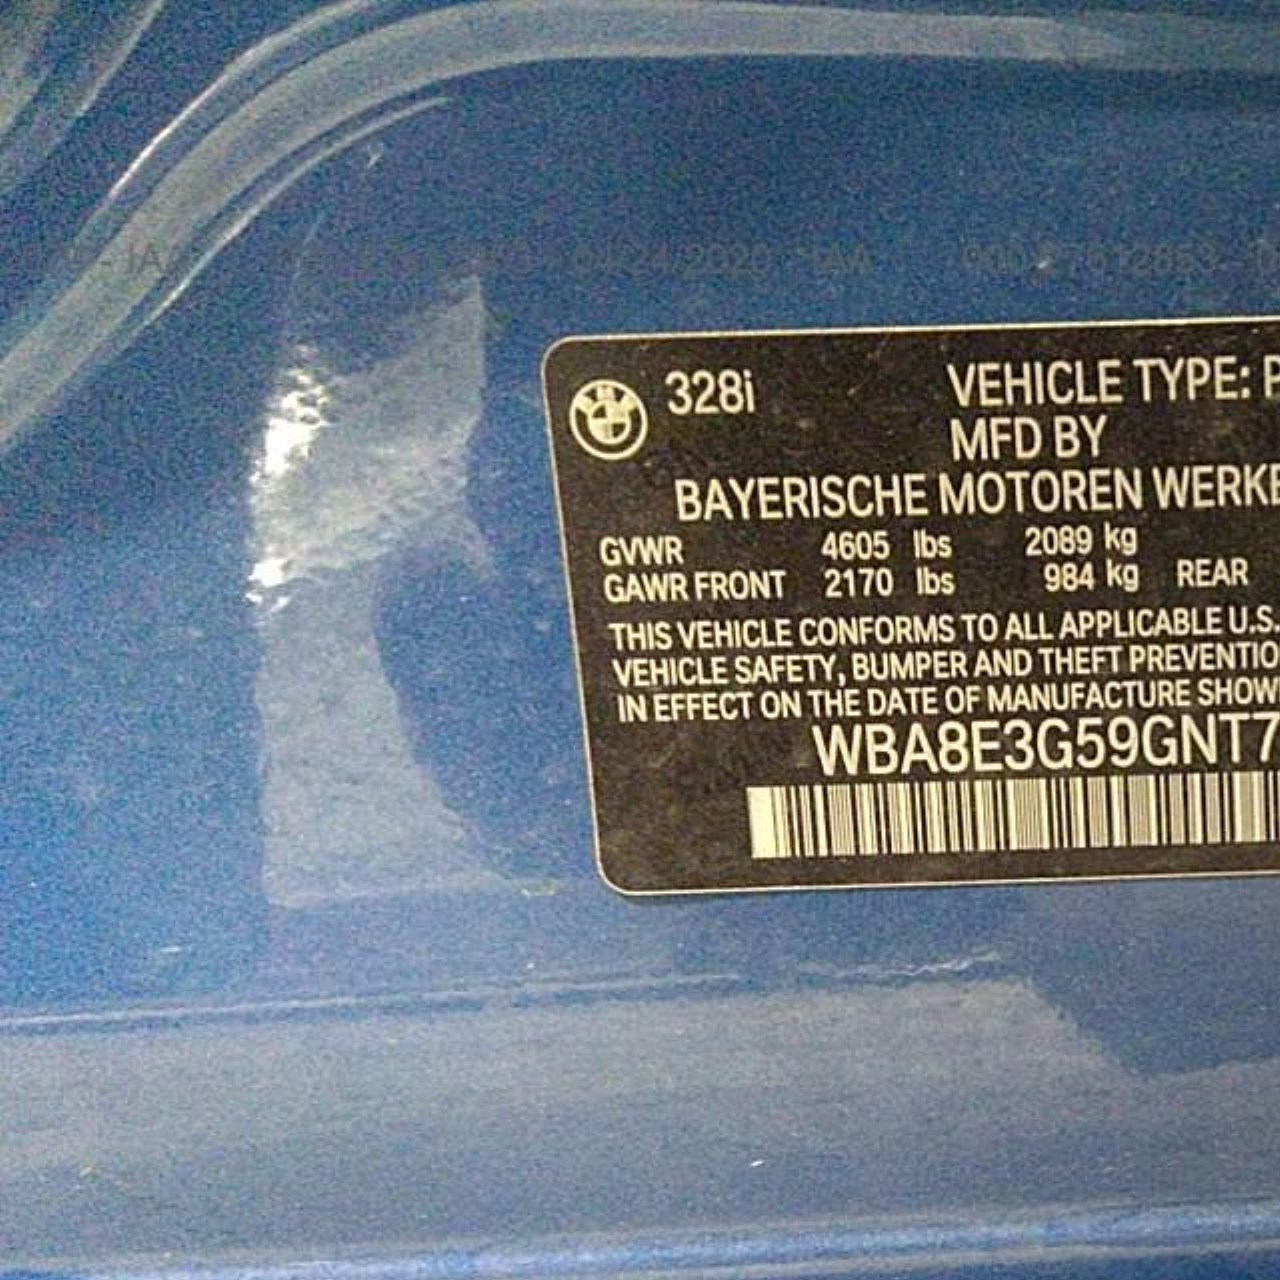 328i VEHICLE TYPE: P
MFD BY
BAYERISCHE MOTOREN WERKE
GVWR 4605 lbs 2089 kg
GAWR FRONT 2170 lbs 984 kg REAR
THIS VEHICLE CONFORMS TO ALL APPLICABLE U.S.
VEHICLE SAFETY, BUMPER AND THEFT PREVENTIO
IN EFFECT ON THE DATE OF MANUFACTURE SHOW
WBA8E3G59GNT7